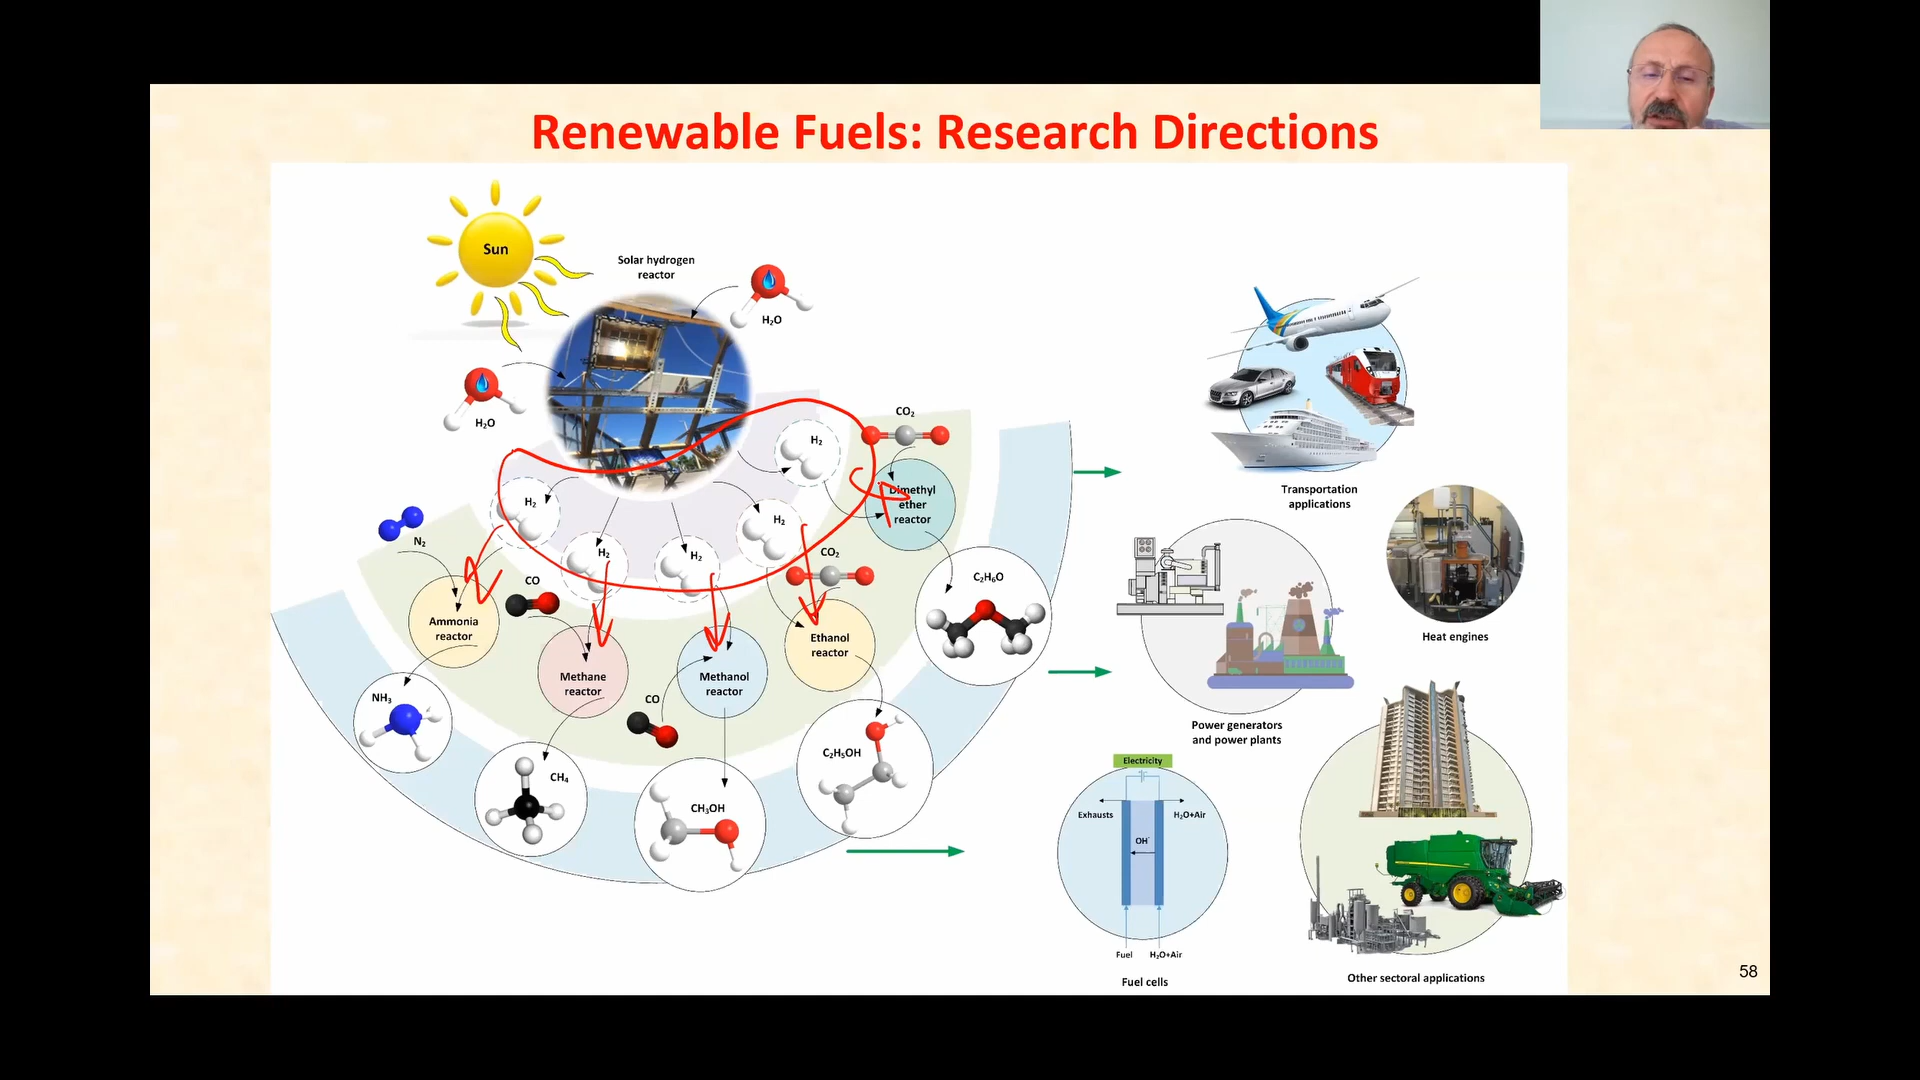 Renewable Fuels: Research Directions
Sun
Solar hydrogen
reactor
H₂O
H₂O
CO₂
H₂
H₂
H₂
H₂
H₂
N₂
CO
CO₂
Dimethyl
ether
reactor
Ammonia
reactor
Methane
reactor
CO
Methanol
reactor
Ethanol
reactor
C₂H₆O
NH₃
CH₄
CH₃OH
C₂H₅OH
Transportation
applications
Heat engines
Power generators
and power plants
Electricity
Exhausts
H₂O+Air
OH⁻
Fuel
H₂O+Air
Fuel cells
Other sectoral applications
58